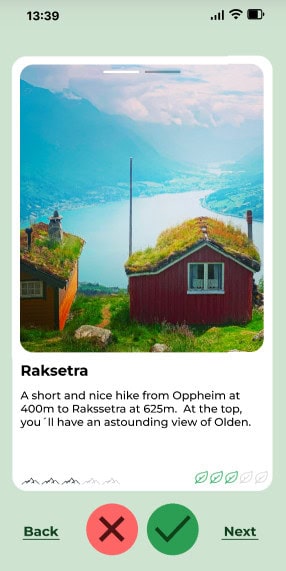 13:39
Raksetra
A short and nice hike from Oppheim at
400m to Rakssetra at 625m. At the top,
you´ll have an astounding view of Olden.
Back
Next